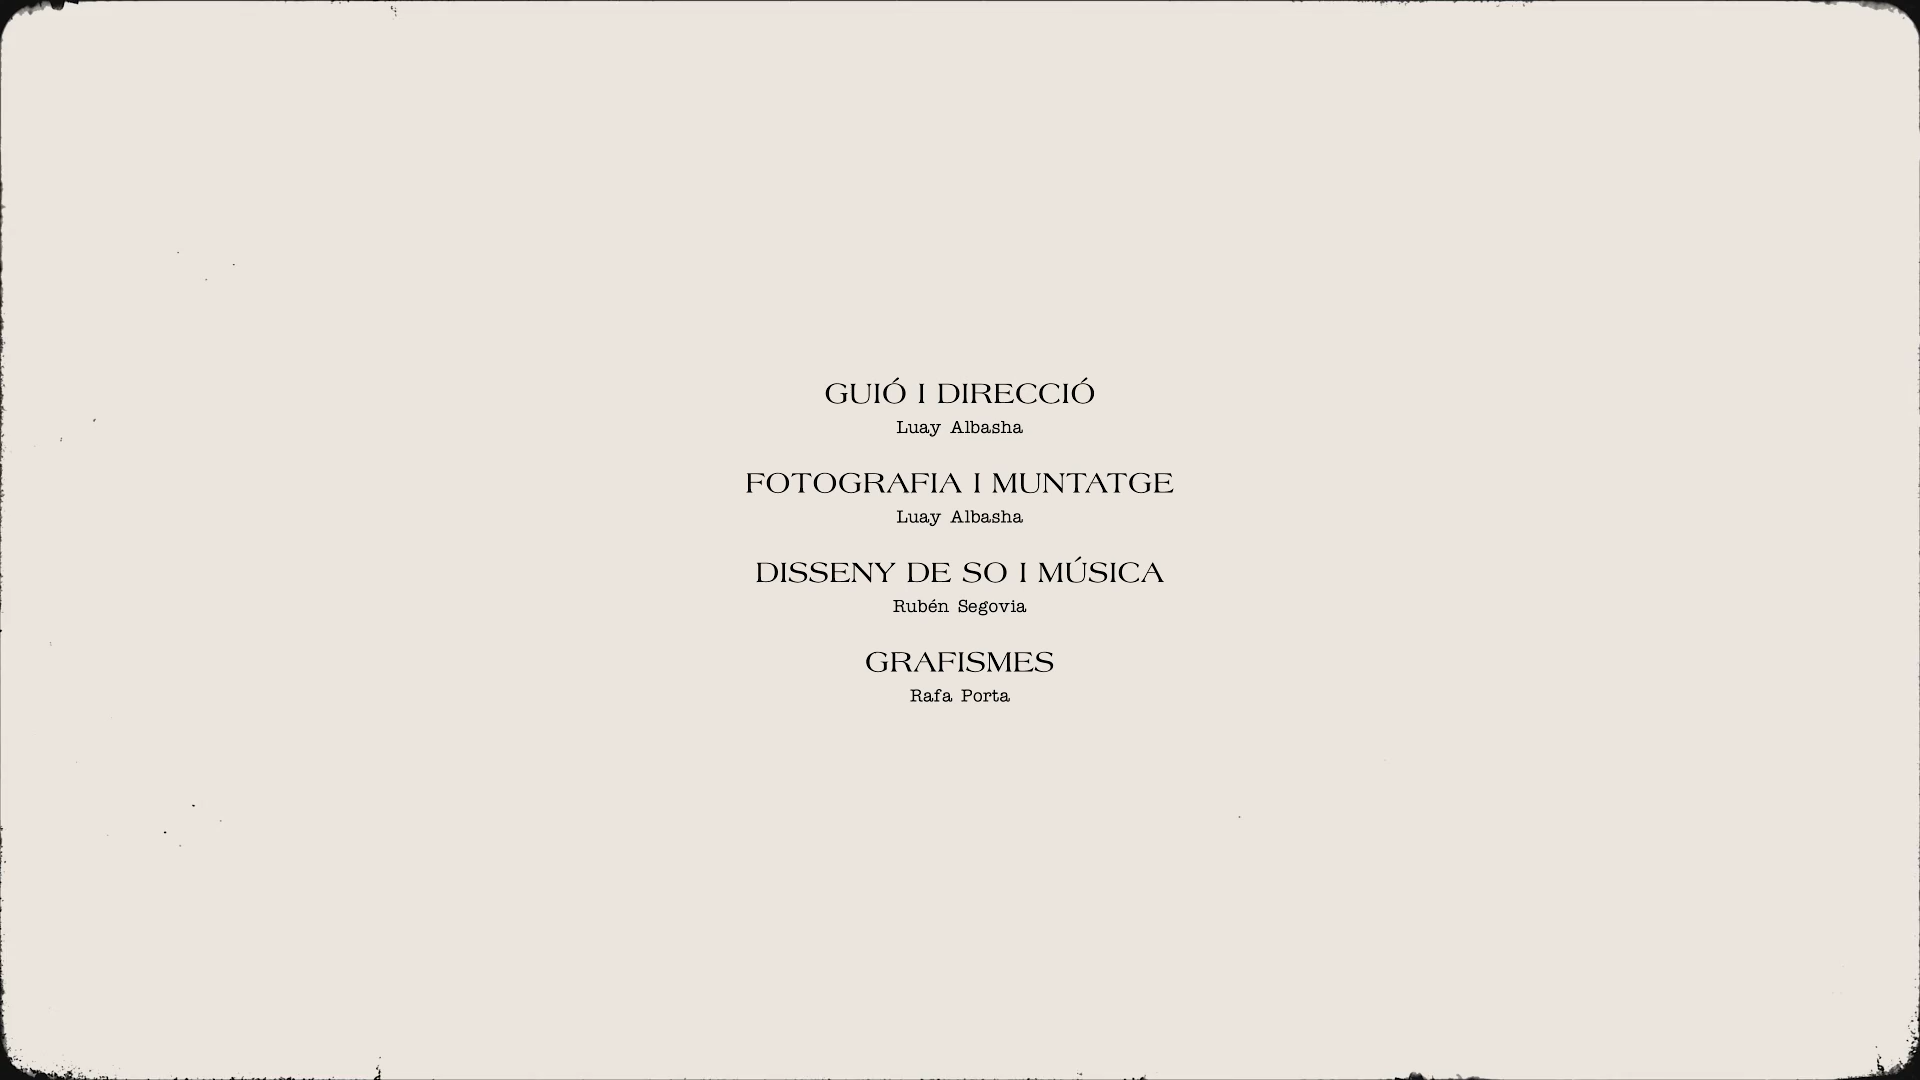 GUIÓ I DIRECCIÓ
Luay Albasha
FOTOGRAFIA I MUNTATGE
Luay Albasha
DISSENY DE SO I MÚSICA
Rubén Segovia
GRAFISMES
Rafa Porta